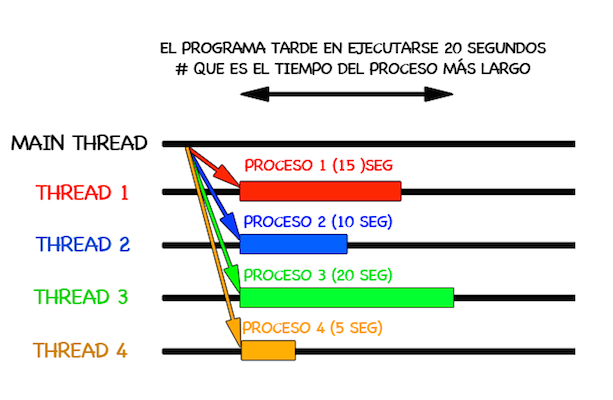 EL PROGRAMA TARDE EN EJECUTARSE 20 SEGUNDOS
# QUE ES EL TIEMPO DEL PROCESO MÁS LARGO
MAIN THREAD
PROCESO 1 (15 )SEG
THREAD 1
PROCESO 2 (10 SEG)
THREAD 2
PROCESO 3 (20 SEG)
THREAD 3
PROCESO 4 (5 SEG)
THREAD 4